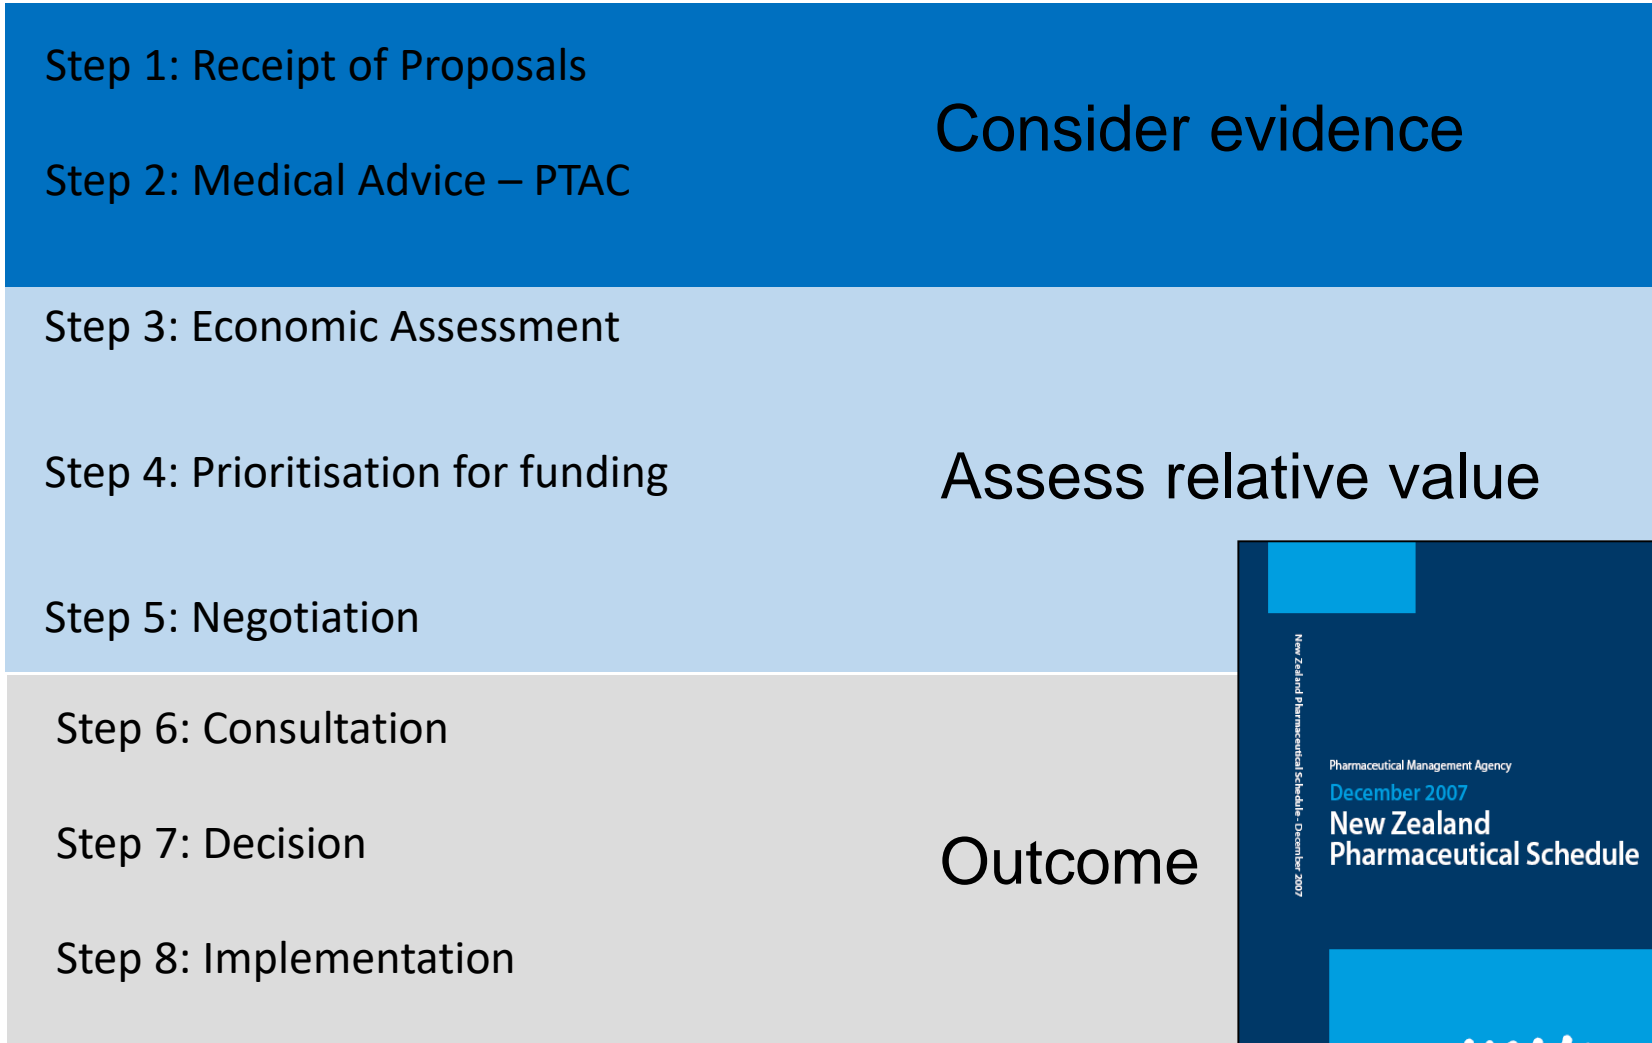 Step 1: Receipt of Proposals
Step 2: Medical Advice – PTAC
Consider evidence
Step 3: Economic Assessment
Step 4: Prioritisation for funding
Step 5: Negotiation
Assess relative value
Step 6: Consultation
Step 7: Decision
Step 8: Implementation
Outcome
New Zealand Pharmaceutical Schedule - December 2007
Pharmaceutical Management Agency
December 2007
New Zealand
Pharmaceutical Schedule